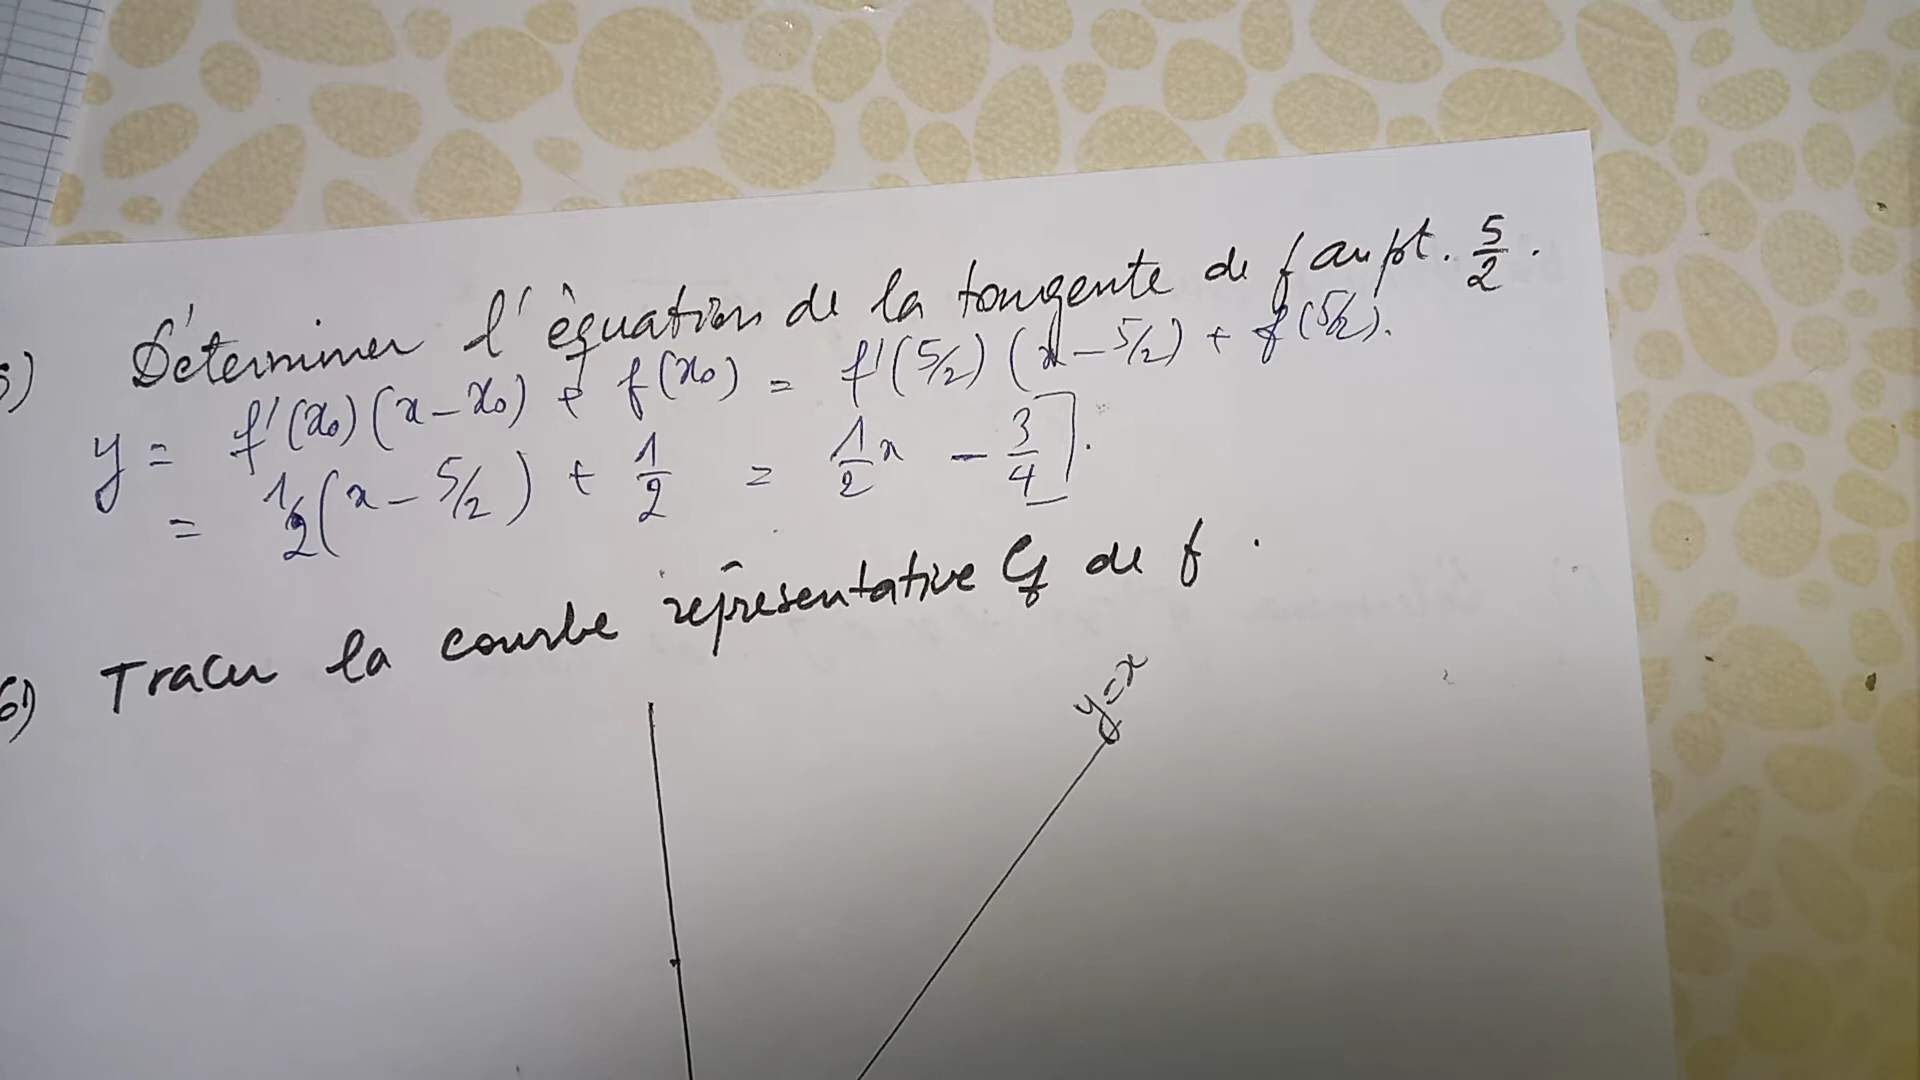 5) Déterminer l'équation de la tangente de f au pt. 5/2.
y = f'(x₀)(x - x₀) + f(x₀) = f'(5/2)(x - 5/2) + f(5/2).
= 1/2(x - 5/2) + 1/2 = 1/2 x - 3/4].
6) Tracer la courbe représentative Cf de f.
y=x